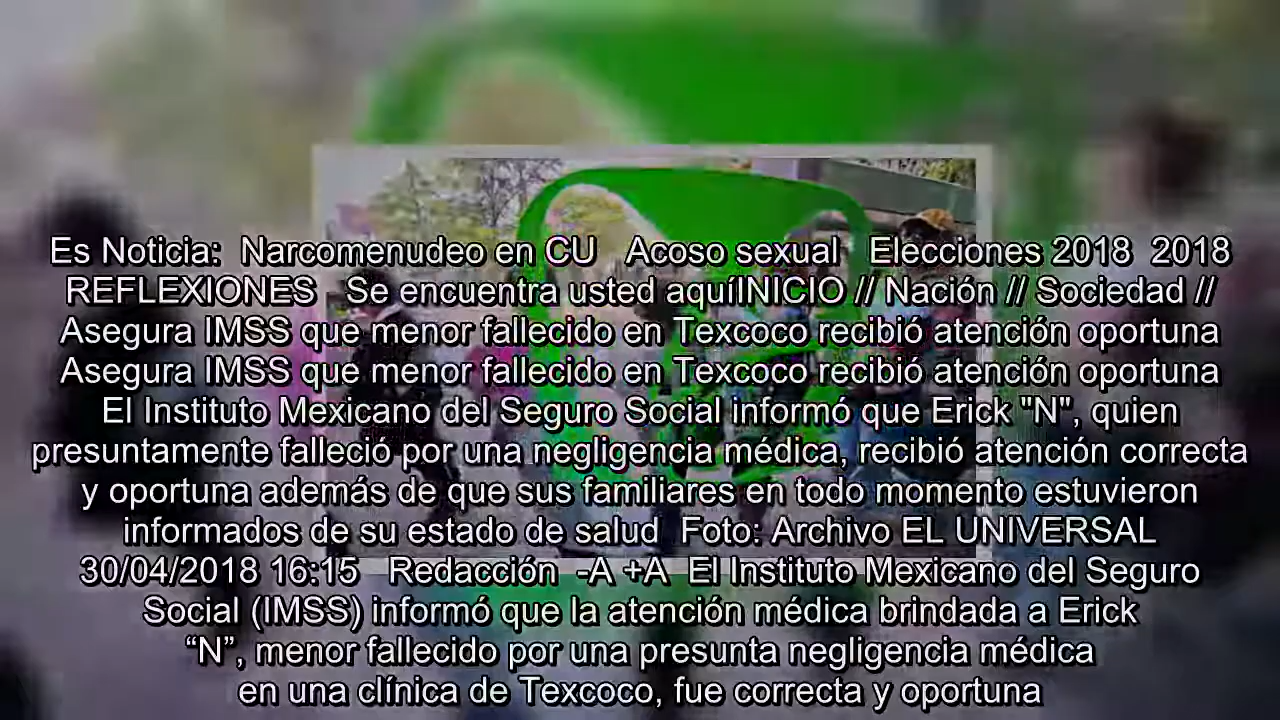 Es Noticia:  Narcomenudeo en CU   Acoso sexual   Elecciones 2018  2018
REFLEXIONES   Se encuentra usted aquíINICIO // Nación // Sociedad //
Asegura IMSS que menor fallecido en Texcoco recibió atención oportuna
Asegura IMSS que menor fallecido en Texcoco recibió atención oportuna
El Instituto Mexicano del Seguro Social informó que Erick "N", quien
presuntamente falleció por una negligencia médica, recibió atención correcta
y oportuna además de que sus familiares en todo momento estuvieron
informados de su estado de salud  Foto: Archivo EL UNIVERSAL
30/04/2018 16:15   Redacción  -A +A  El Instituto Mexicano del Seguro
Social (IMSS) informó que la atención médica brindada a Erick
“N”, menor fallecido por una presunta negligencia médica
en una clínica de Texcoco, fue correcta y oportuna